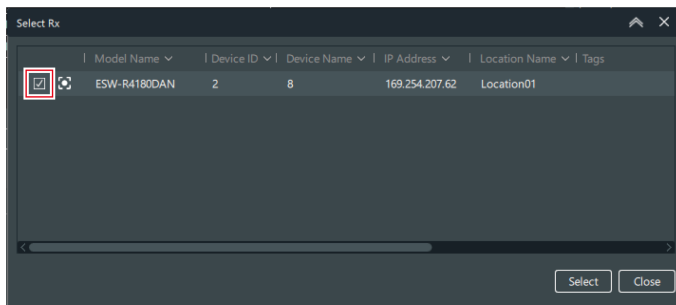 Select Rx
Model Name Device ID Device Name IP Address Location Name Tags
ESW-R4180DAN 2 8 169.254.207.62 Location01
Select Close